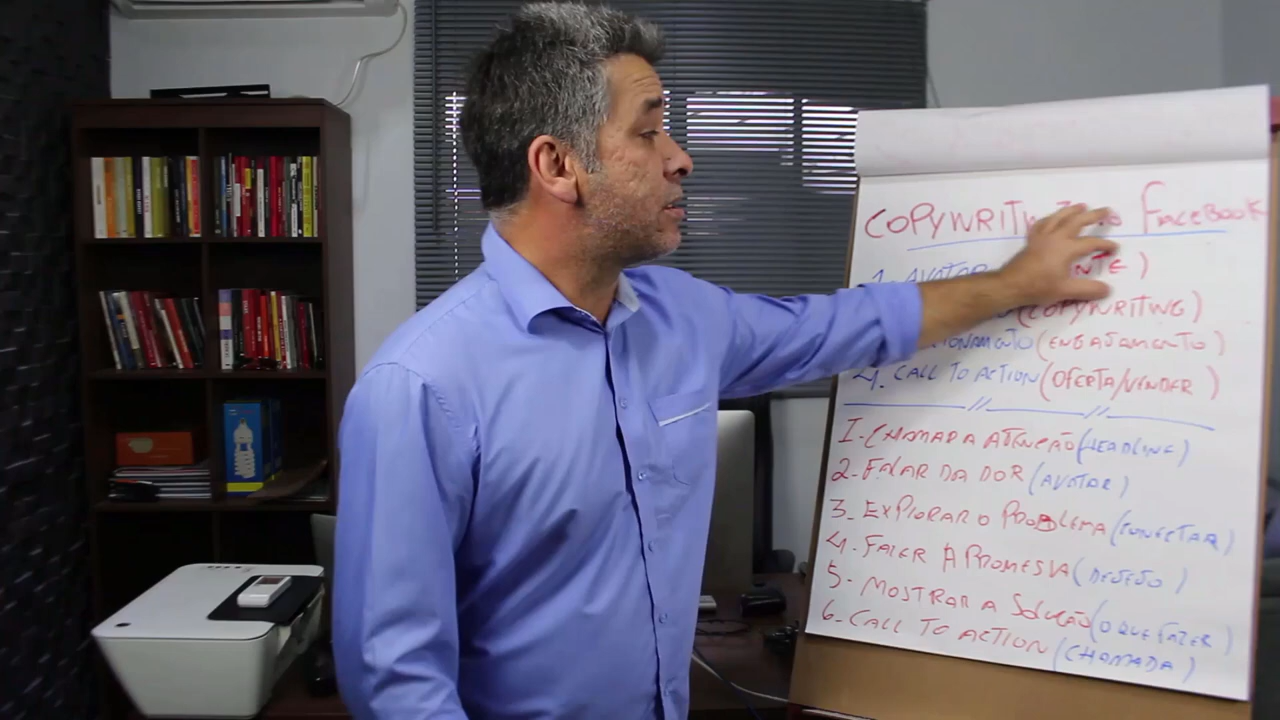 COPYWRITIN FACEBOOK
1. AVATAR NTE)
(COPYWRITING)
CIONAMENTO (ENGAJAMENTO)
4. CALL TO ACTION (OFERTA/VENDER)
1. CHAMAR A ATENÇÃO (HEADLINE)
2- FALAR DA DOR (AVATAR)
3- EXPLORAR O PROBLEMA (CONECTAR)
4. FAZER A PROMESSA (DESEJO)
5- MOSTRAR A SOLUÇÃO (O QUE FAZER)
6- CALL TO ACTION (CHAMADA)